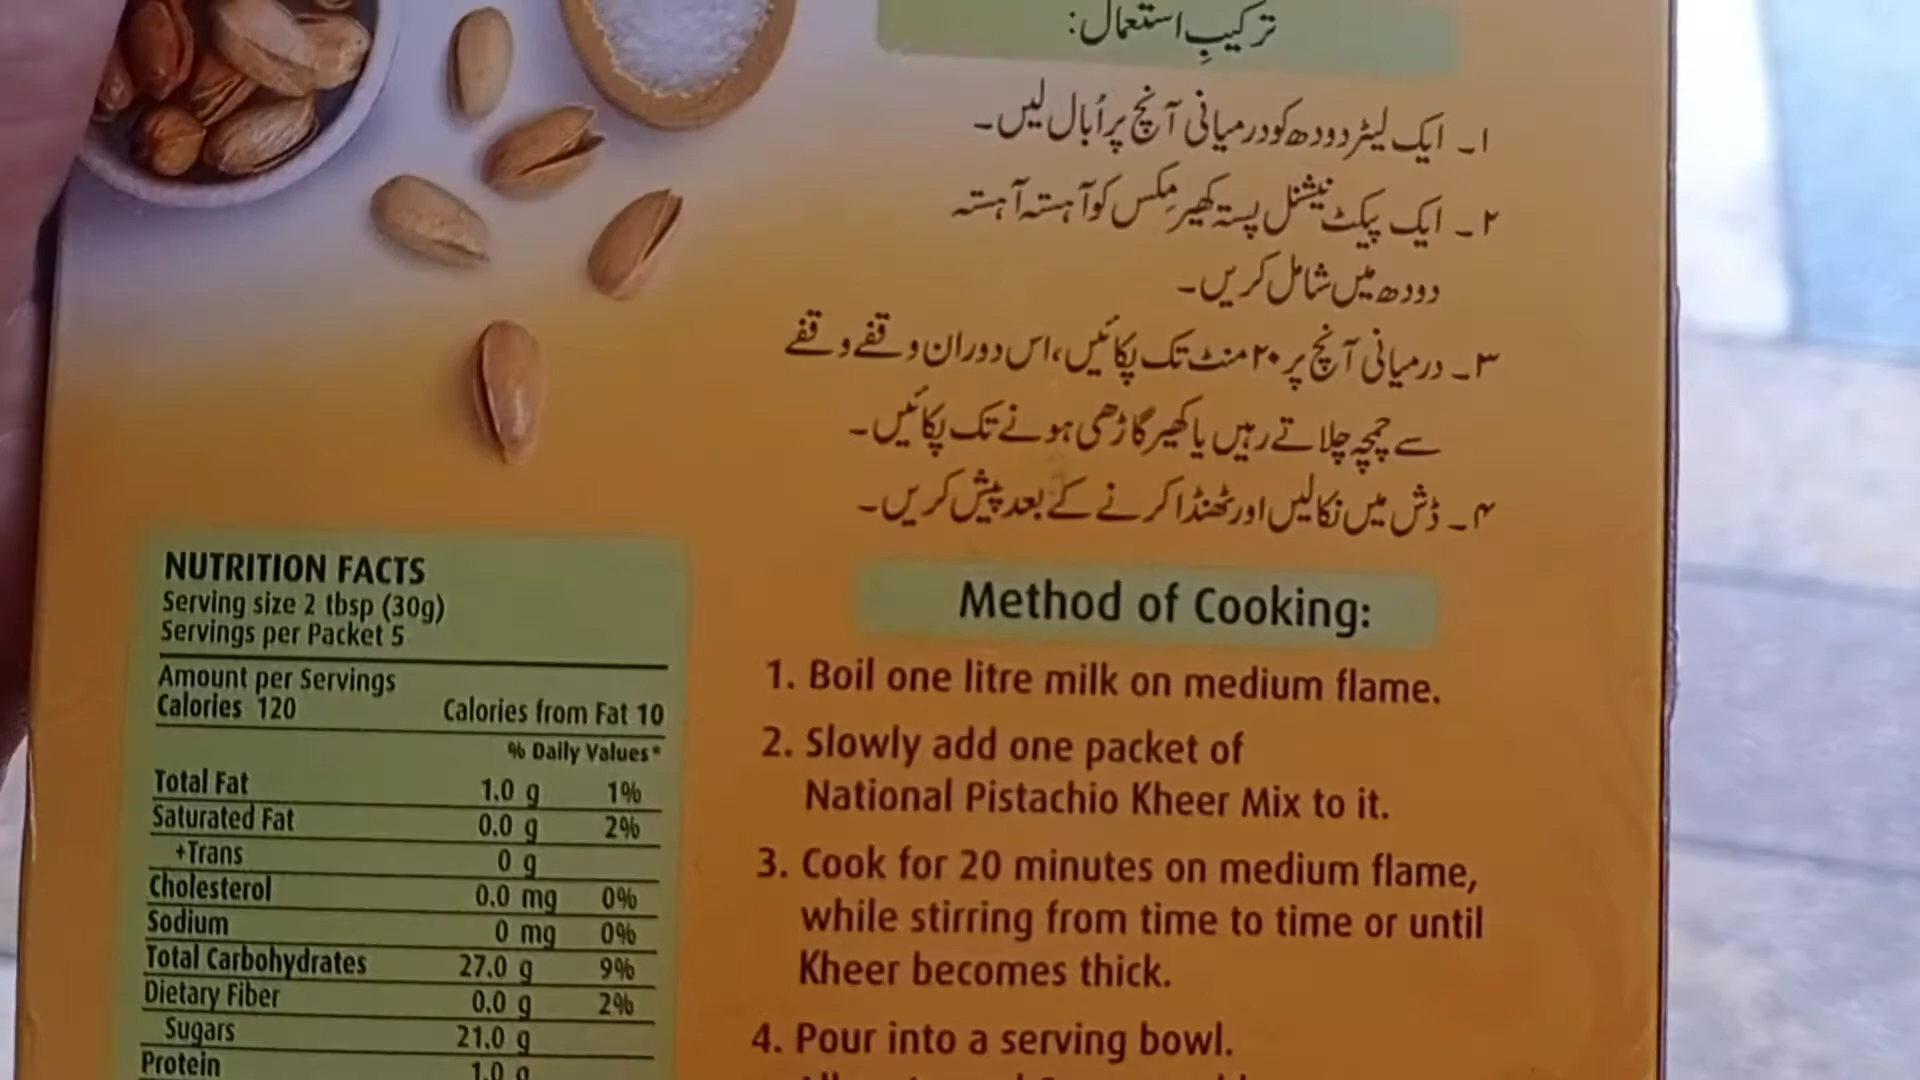 ترکیبِ استعمال:
۱۔ ایک لیٹر دودھ کو درمیانی آنچ پر اُبال لیں۔
۲۔ ایک پیکٹ نیشنل پستہ کھیر مِکس کو آہستہ آہستہ
دودھ میں شامل کریں۔
۳۔ درمیانی آنچ پر ۲۰ منٹ تک پکائیں، اس دوران وقفے وقفے
سے چمچہ چلاتے رہیں یا کھیر گاڑھی ہونے تک پکائیں۔
۴۔ ڈش میں نکالیں اور ٹھنڈا کرنے کے بعد پیش کریں۔
NUTRITION FACTS
Serving size 2 tbsp (30g)
Servings per Packet 5
Amount per Servings
Calories 120 Calories from Fat 10
% Daily Values*
Total Fat 1.0 g 1%
Saturated Fat 0.0 g 2%
+Trans 0 g
Cholesterol 0.0 mg 0%
Sodium 0 mg 0%
Total Carbohydrates 27.0 g 9%
Dietary Fiber 0.0 g 2%
Sugars 21.0 g
Protein 1.0 g
Method of Cooking:
1. Boil one litre milk on medium flame.
2. Slowly add one packet of
National Pistachio Kheer Mix to it.
3. Cook for 20 minutes on medium flame,
while stirring from time to time or until
Kheer becomes thick.
4. Pour into a serving bowl.